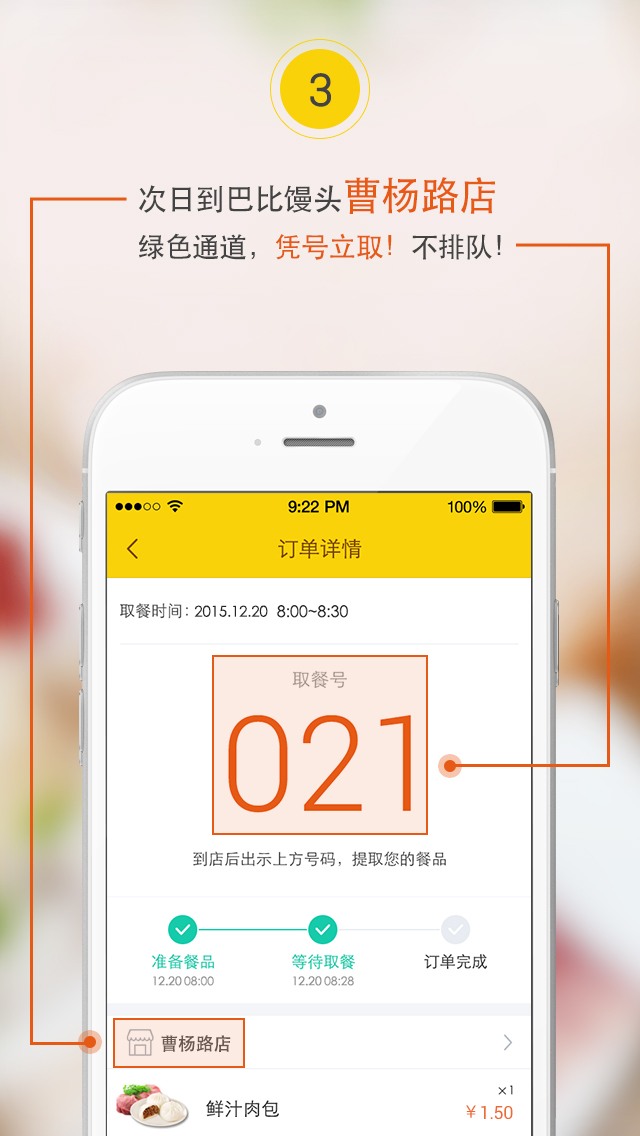 3
次日到巴比馒头曹杨路店
绿色通道，凭号立取！不排队！
9:22 PM
100%
订单详情
取餐时间：2015.12.20 8:00~8:30
取餐号
021
到店后出示上方号码，提取您的餐品
准备餐品 等待取餐 订单完成
12.20 08:00 12.20 08:28
曹杨路店
×1
鲜汁肉包 ￥1.50